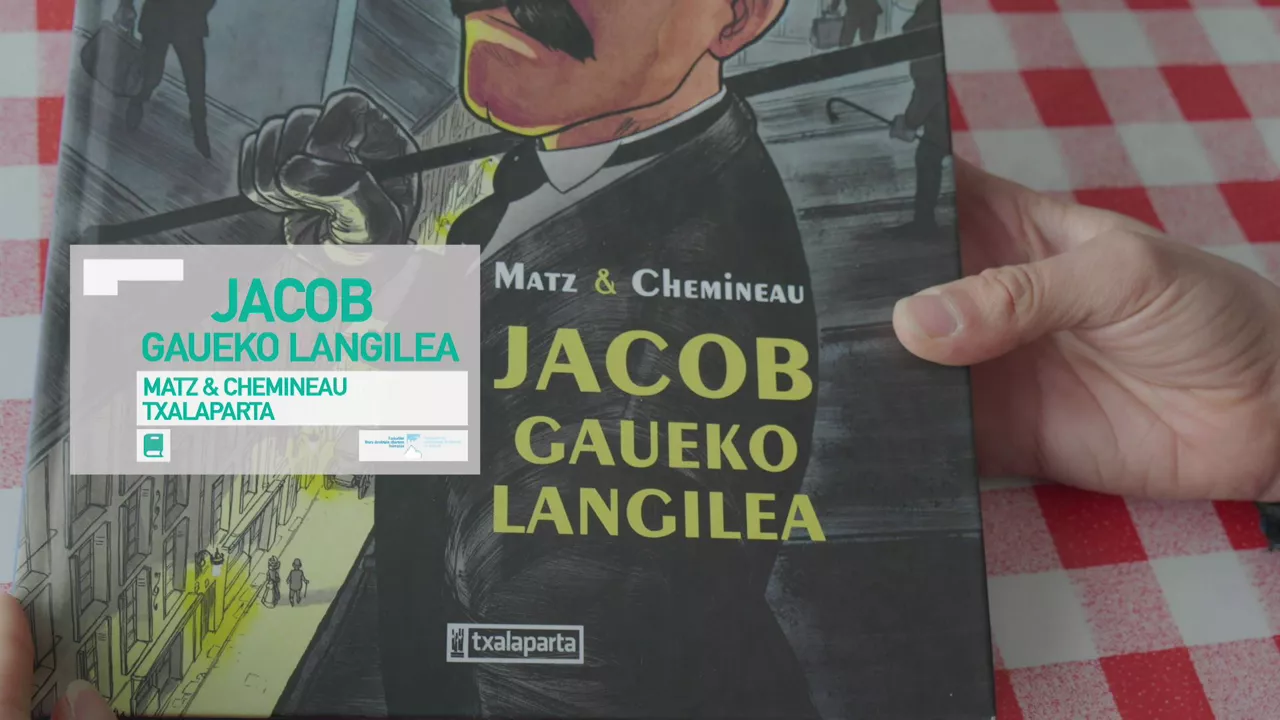 JACOB
GAUEKO LANGILEA
MATZ & CHEMINEAU
TXALAPARTA
MATZ & CHEMINEAU
JACOB
GAUEKO
LANGILEA
txalaparta